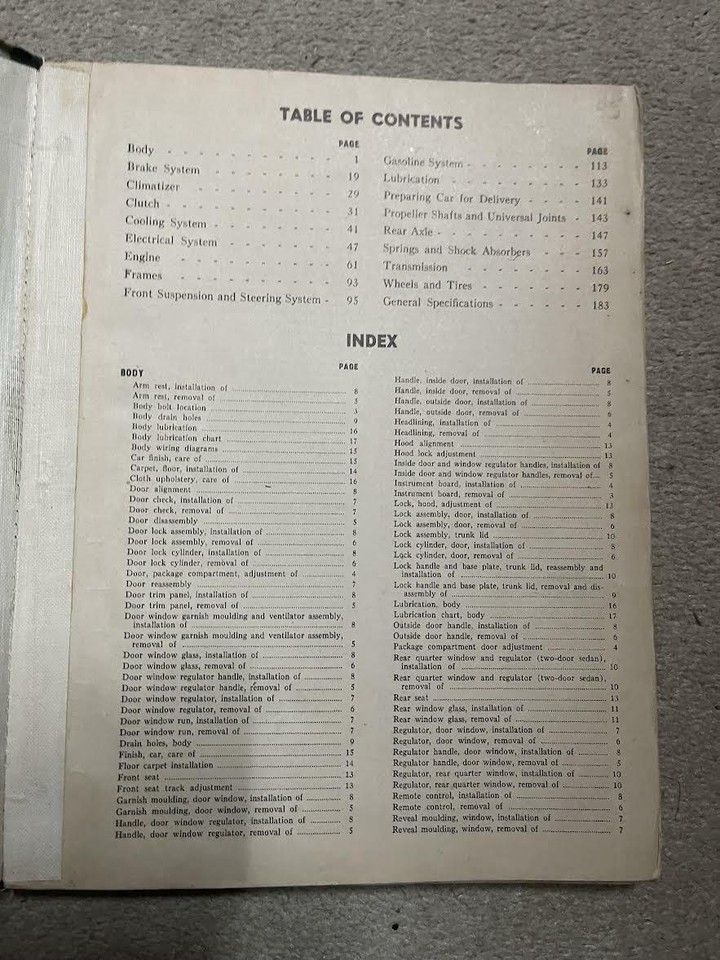 TABLE OF CONTENTS
PAGE
Body - - - - - - - - - - 1
Brake System - - - - - - - - 19
Climatizer - - - - - - - - - 29
Clutch - - - - - - - - - - 31
Cooling System - - - - - - - 41
Electrical System - - - - - - - 47
Engine - - - - - - - - - 61
Frames - - - - - - - - - 93
Front Suspension and Steering System - 95
PAGE
Gasoline System - - - - - - - 113
Lubrication - - - - - - - - 133
Preparing Car for Delivery - - - - 141
Propeller Shafts and Universal Joints - 143
Rear Axle - - - - - - - - - 147
Springs and Shock Absorbers - - - 157
Transmission - - - - - - - 163
Wheels and Tires - - - - - - 179
General Specifications - - - - - 183
INDEX
BODY PAGE
Arm rest, installation of 8
Arm rest, removal of 5
Body bolt location 3
Body drain holes 9
Body lubrication 16
Body lubrication chart 17
Body wiring diagrams 15
Car finish, care of 15
Carpet, floor, installation of 14
Cloth upholstery, care of 16
Door alignment 8
Door check, installation of 7
Door check, removal of 7
Door disassembly 5
Door lock assembly, installation of 8
Door lock assembly, removal of 6
Door lock cylinder, installation of 8
Door lock cylinder, removal of 6
Door, package compartment, adjustment of 4
Door reassembly 7
Door trim panel, installation of 8
Door trim panel, removal of 5
Door window garnish moulding and ventilator assembly,
installation of 8
Door window garnish moulding and ventilator assembly,
removal of 5
Door window glass, installation of 8
Door window glass, removal of 6
Door window regulator handle, installation of 8
Door window regulator handle, removal of 5
Door window regulator, installation of 7
Door window regulator, removal of 6
Door window run, installation of 7
Door window run, removal of 7
Drain holes, body 9
Finish, car, care of 15
Floor carpet installation 14
Front seat 13
Front seat track adjustment 13
Garnish moulding, door window, installation of 8
Garnish moulding, door window, removal of 5
Handle, door window regulator, installation of 8
Handle, door window regulator, removal of 5
PAGE
Handle, inside door, installation of 8
Handle, inside door, removal of 5
Handle, outside door, installation of 8
Handle, outside door, removal of 6
Headlining, installation of 4
Headlining, removal of 4
Hood alignment 13
Hood lock adjustment 13
Inside door and window regulator handles, installation of 8
Inside door and window regulator handles, removal of 5
Instrument board, installation of 4
Instrument board, removal of 3
Lock, hood, adjustment of 13
Lock assembly, door, installation of 8
Lock assembly, door, removal of 6
Lock assembly, trunk lid 10
Lock cylinder, door, installation of 8
Lock cylinder, door, removal of 6
Lock handle and base plate, trunk lid, reassembly and
installation of 10
Lock handle and base plate, trunk lid, removal and dis-
assembly of 9
Lubrication, body 16
Lubrication chart, body 17
Outside door handle, installation of 8
Outside door handle, removal of 6
Package compartment door adjustment 4
Rear quarter window and regulator (two-door sedan),
installation of 10
Rear quarter window and regulator (two-door sedan),
removal of 10
Rear seat 13
Rear window glass, installation of 11
Rear window glass, removal of 11
Regulator, door window, installation of 7
Regulator, door window, removal of 6
Regulator handle, door window, installation of 8
Regulator handle, door window, removal of 5
Regulator, rear quarter window, installation of 10
Regulator, rear quarter window, removal of 10
Remote control, installation of 8
Remote control, removal of 6
Reveal moulding, window, installation of 7
Reveal moulding, window, removal of 7